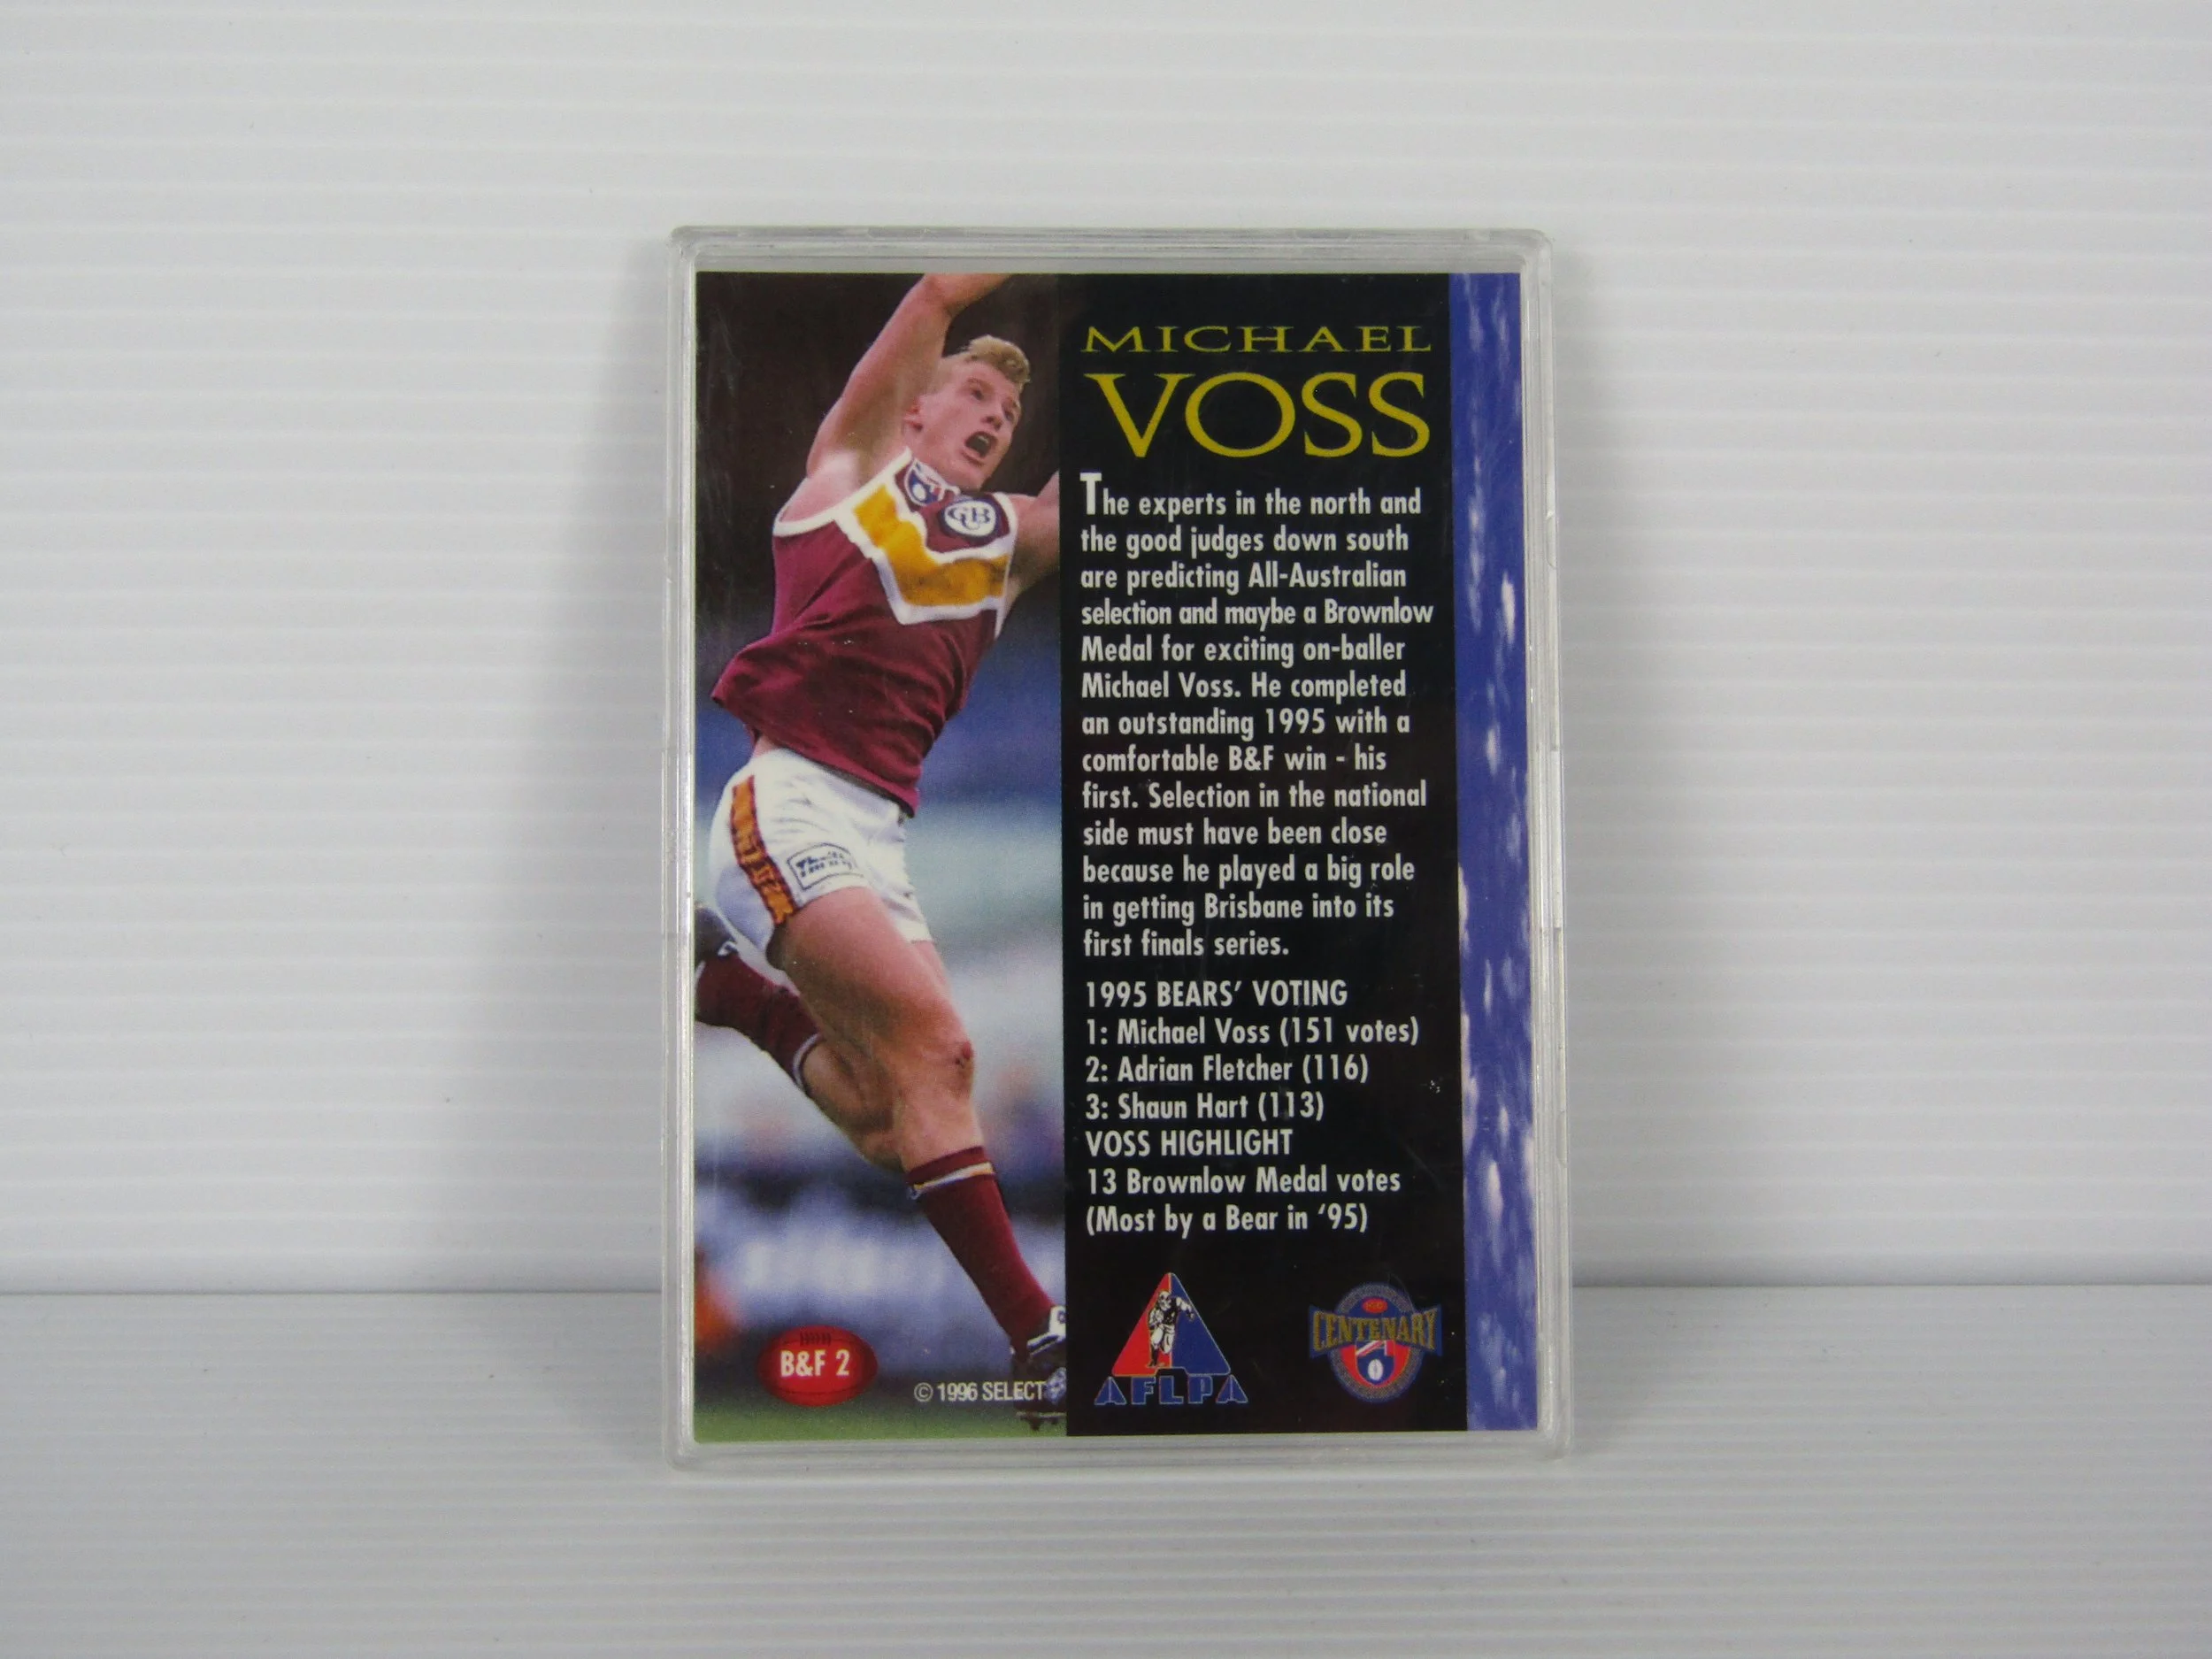 MICHAEL
VOSS
The experts in the north and
the good judges down south
are predicting All-Australian
selection and maybe a Brownlow
Medal for exciting on-baller
Michael Voss. He completed
an outstanding 1995 with a
comfortable B&F win - his
first. Selection in the national
side must have been close
because he played a big role
in getting Brisbane into its
first finals series.
1995 BEARS' VOTING
1: Michael Voss (151 votes)
2: Adrian Fletcher (116)
3: Shaun Hart (113)
VOSS HIGHLIGHT
13 Brownlow Medal votes
(Most by a Bear in ‘95)
B&F 2
© 1996 SELECT
AFLPA
CENTENARY